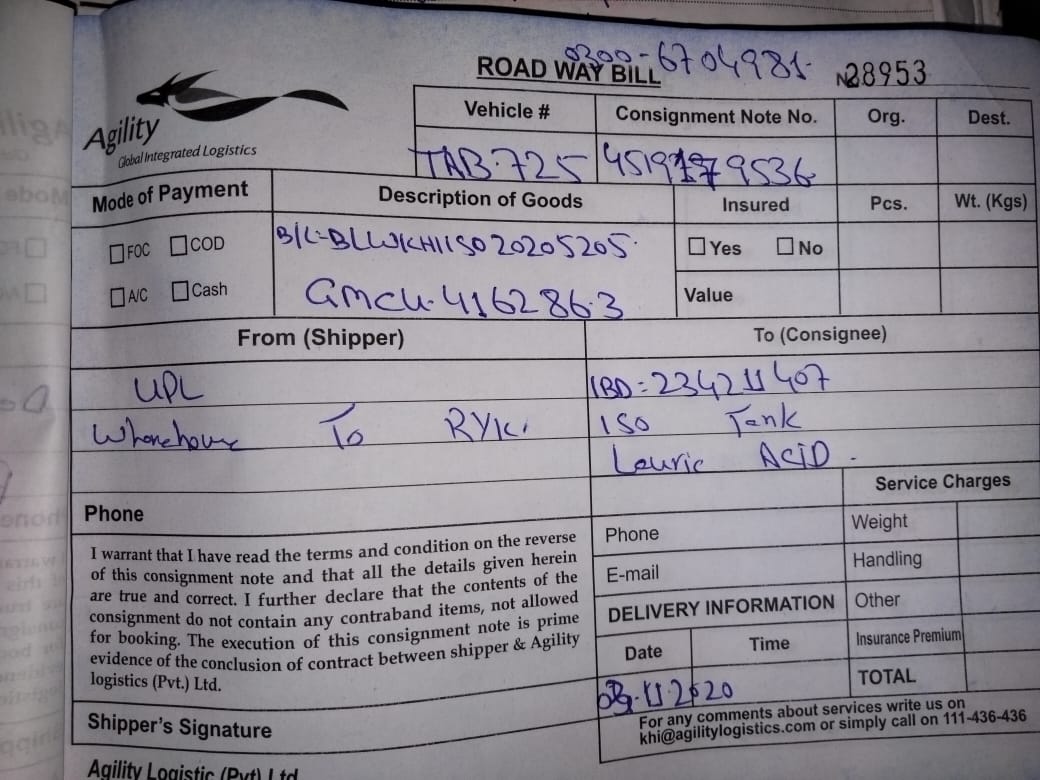 0300-6704981
ROAD WAY BILL
№28953
Agility
Global Integrated Logistics
Vehicle #
Consignment Note No.
Org.
Dest.
TAB-725
Mode of Payment
Description of Goods
Insured
Pcs.
Wt. (Kgs)
FOC
COD
B/L-BLWKHIISO20205205
Yes
No
A/C
Cash
GMCU-4162863
Value
From (Shipper)
To (Consignee)
UPL
IBD=234211407
Wharehouse To RYK.
ISO Tank
Lauric ACiD.
Service Charges
Phone
Phone
Weight
I warrant that I have read the terms and condition on the reverse
of this consignment note and that all the details given herein
are true and correct. I further declare that the contents of the
consignment do not contain any contraband items, not allowed
for booking. The execution of this consignment note is prime
evidence of the conclusion of contract between shipper & Agility
logistics (Pvt.) Ltd.
E-mail
Handling
DELIVERY INFORMATION
Other
Date
Time
Insurance Premium
TOTAL
11-2020
Shipper's Signature
For any comments about services write us on
khi@agilitylogistics.com or simply call on 111-436-436
Agility Logistic (Pvt) Ltd